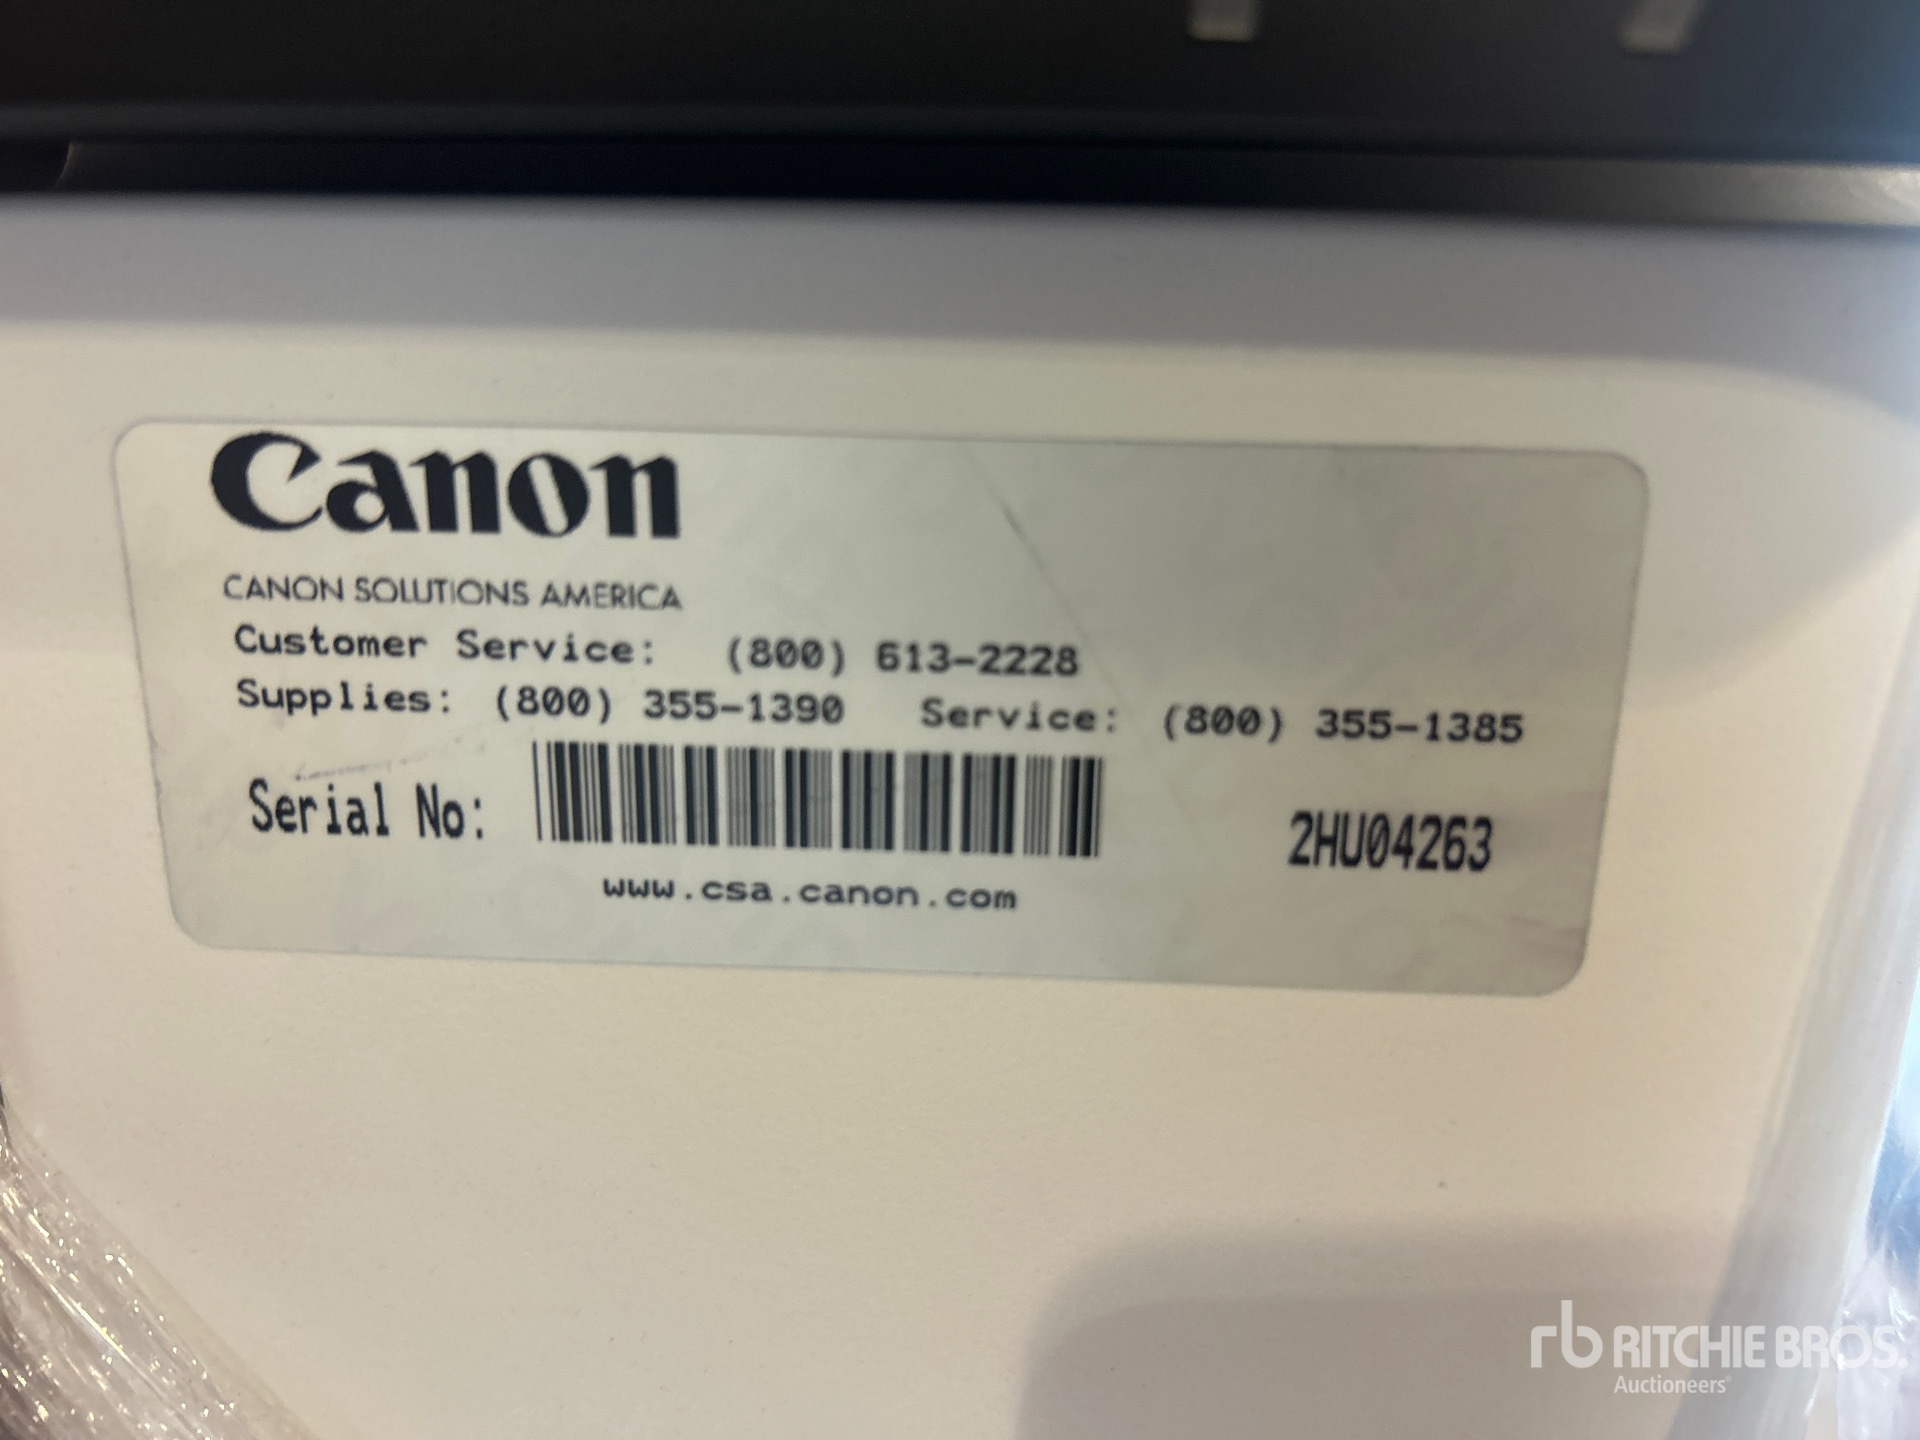 Canon
CANON SOLUTIONS AMERICA
Customer Service: (800) 613-2228
Supplies: (800) 355-1390 Service: (800) 355-1385
Serial No: 2HU04263
www.csa.canon.com
rb RITCHIE BROS.
Auctioneers